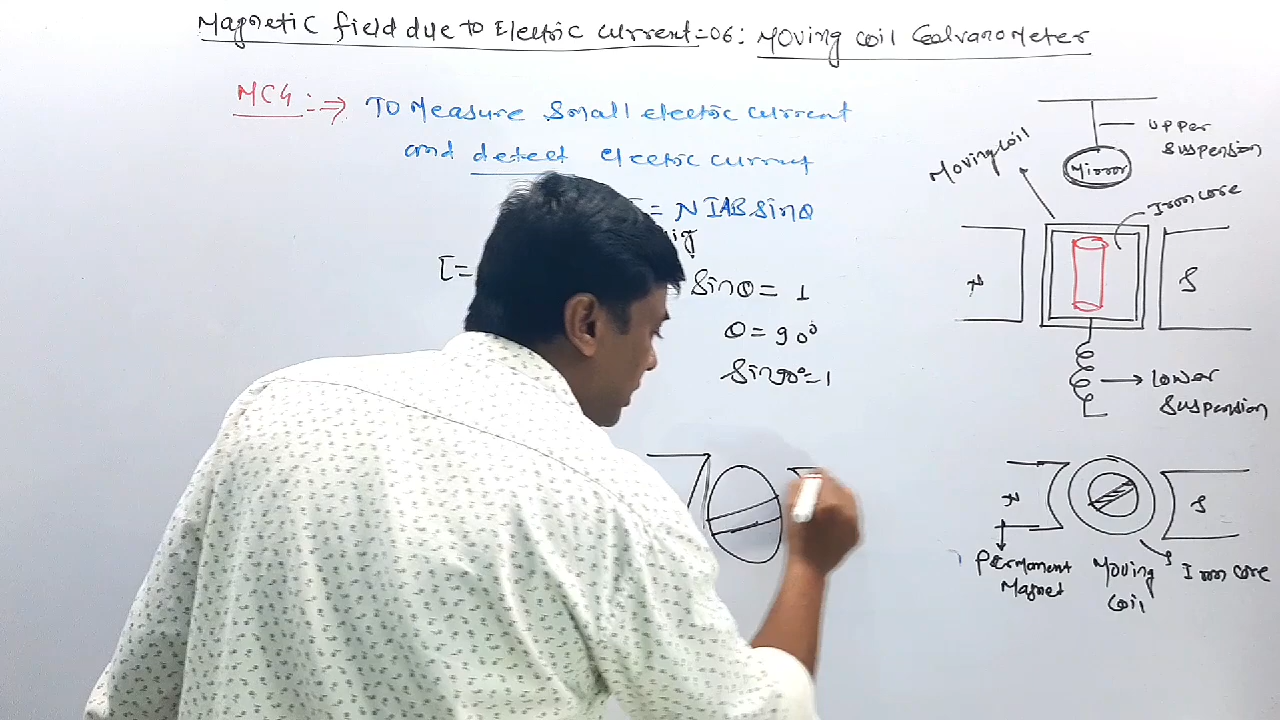 Magnetic field due to Electric current=06: Moving coil Galvanometer
MCG :⇒ To Measure Small electric current
and detect electric current
= NIABSinθ
τ=
Sinθ = 1
θ = 90°
Sin90°=1
upper
suspension
Moving coil
Mirror
Iron core
N
S
Lower
Suspension
N
S
Permanent
Magnet
Moving
coil
Iron core